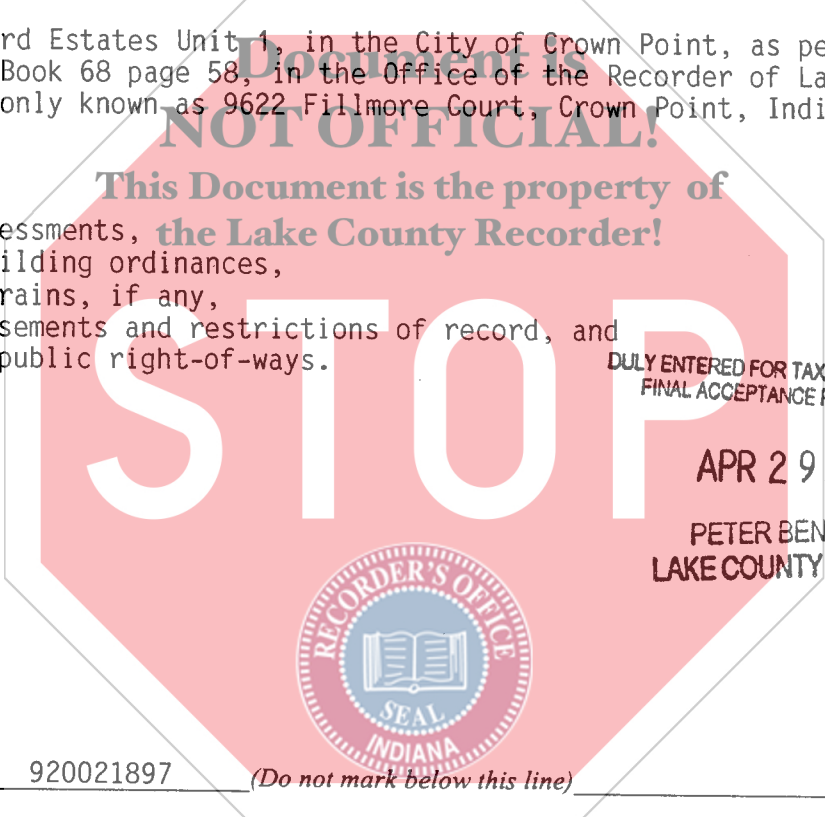 rd Estates Unit 1, in the City of Crown Point, as pe
Document is
Book 68 page 58, in the Office of the Recorder of La
only known as 9622 Fillmore Court, Crown Point, Indi
NOT OFFICIAL!
This Document is the property of
essments, the Lake County Recorder!
ilding ordinances,
rains, if any,
sements and restrictions of record, and
public right-of-ways.
DULY ENTERED FOR TAX
FINAL ACCEPTANCE F
STOP
APR 29
PETER BEN
LAKE COUNTY
RECORDER'S OFFICE
SEAL
INDIANA
920021897 (Do not mark below this line)